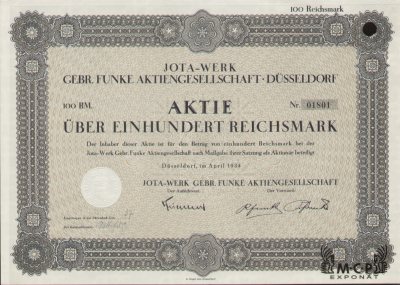 100 Reichsmark
JOTA-WERK
GEBR. FUNKE AKTIENGESELLSCHAFT · DÜSSELDORF
100 RM. AKTIE Nr. 01801
ÜBER EINHUNDERT REICHSMARK
Der Inhaber dieser Aktie ist für den Betrag von einhundert Reichsmark bei der
Jota-Werk Gebr. Funke Aktiengesellschaft nach Maßgabe ihrer Satzung als Aktionär beteiligt
Düsseldorf, im April 1938
JOTA-WERK GEBR. FUNKE AKTIENGESELLSCHAFT
Der Aufsichtsrat. Der Vorstand.
M·C·P
EXPONAT